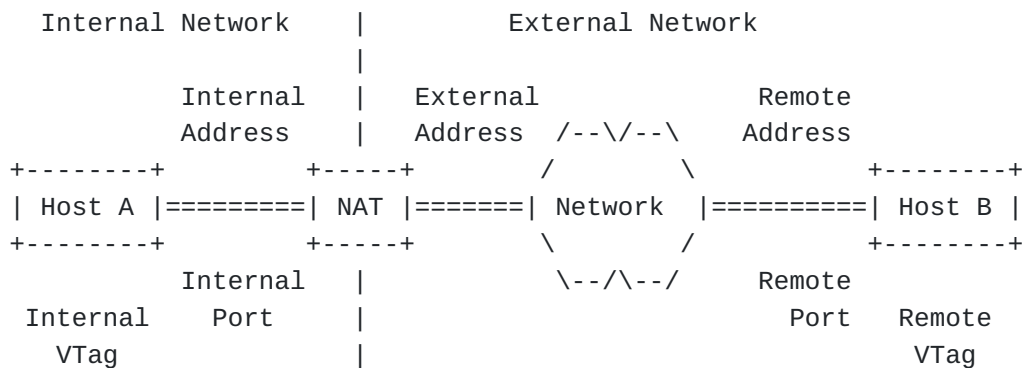 Internal Network | External Network
|
Internal | External Remote
Address | Address /--\/--\ Address
+--------+ +-----+ / \ +--------+
| Host A |=========| NAT |=======| Network |==========| Host B |
+--------+ +-----+ \ / +--------+
Internal | \--/\--/ Remote
Internal Port | Port Remote
VTag | VTag